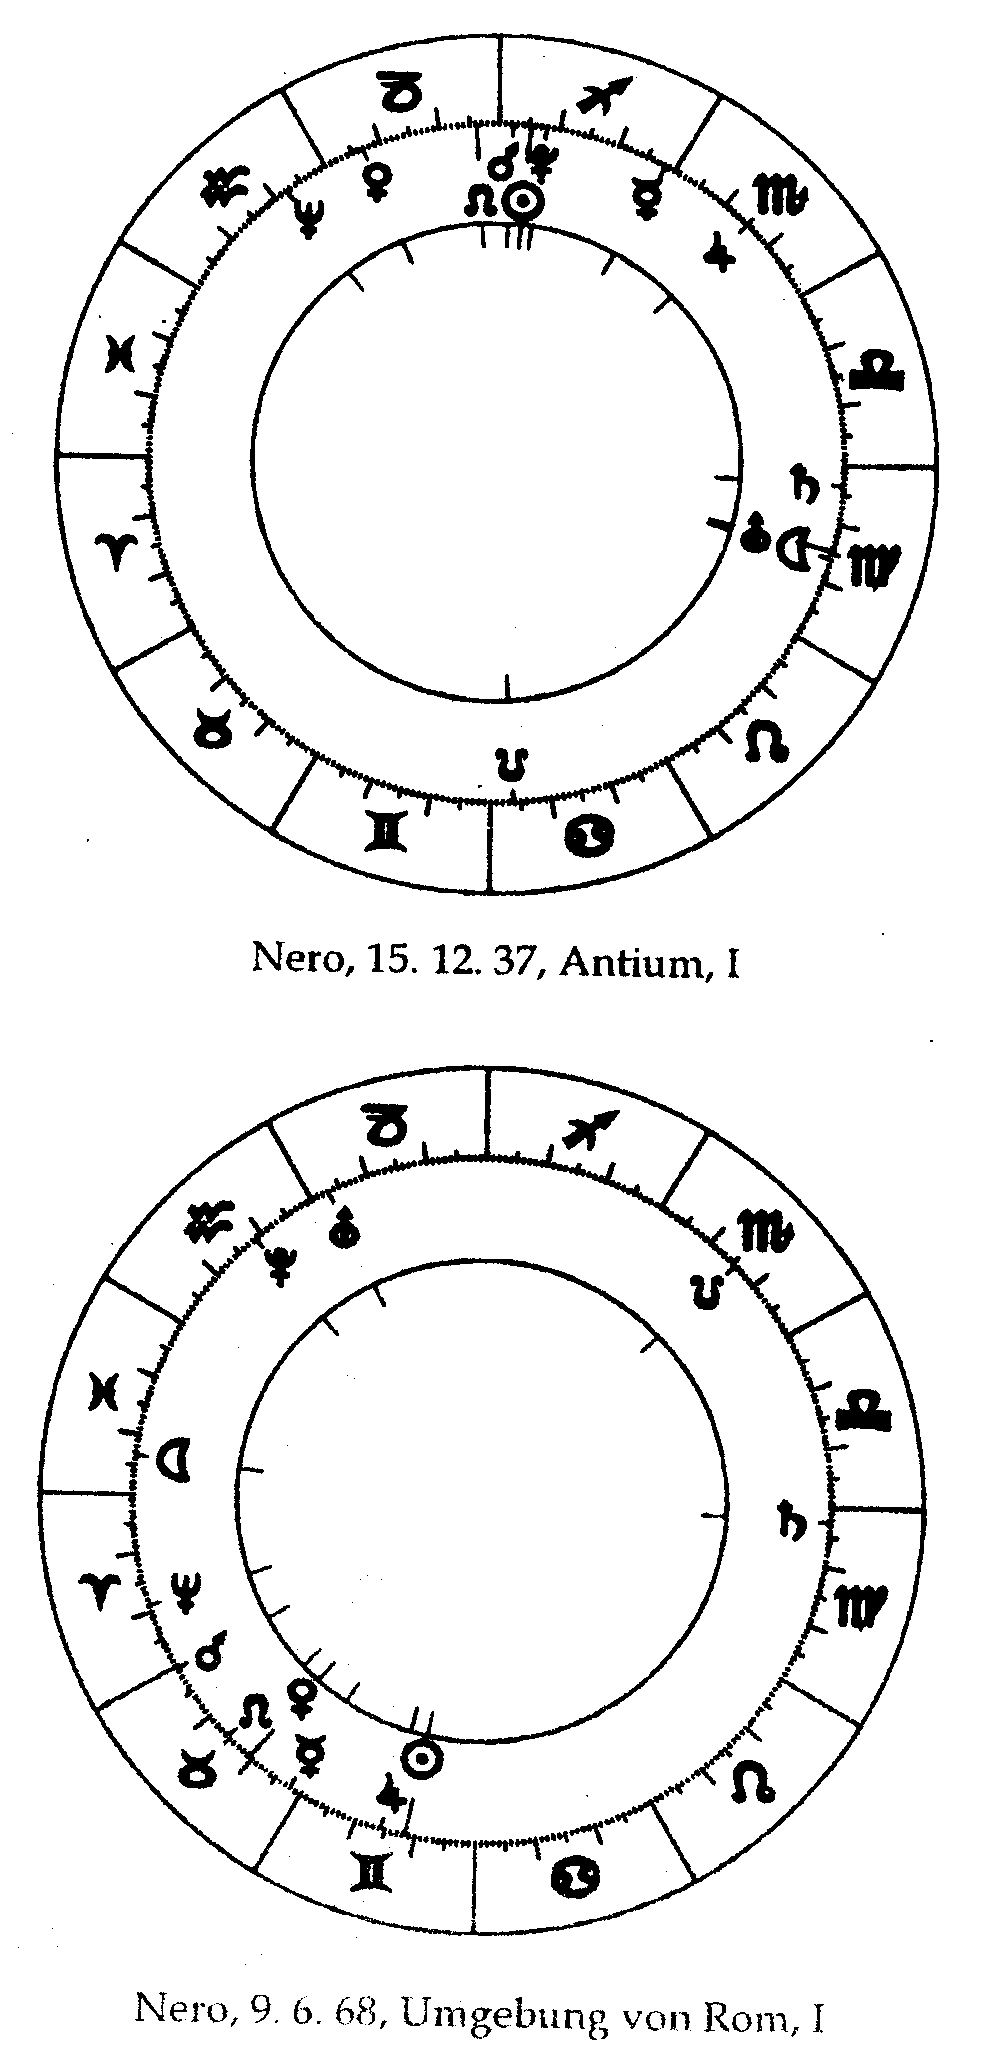 Nero, 15. 12. 37, Antium, I
Nero, 9. 6. 68, Umgebung von Rom, I